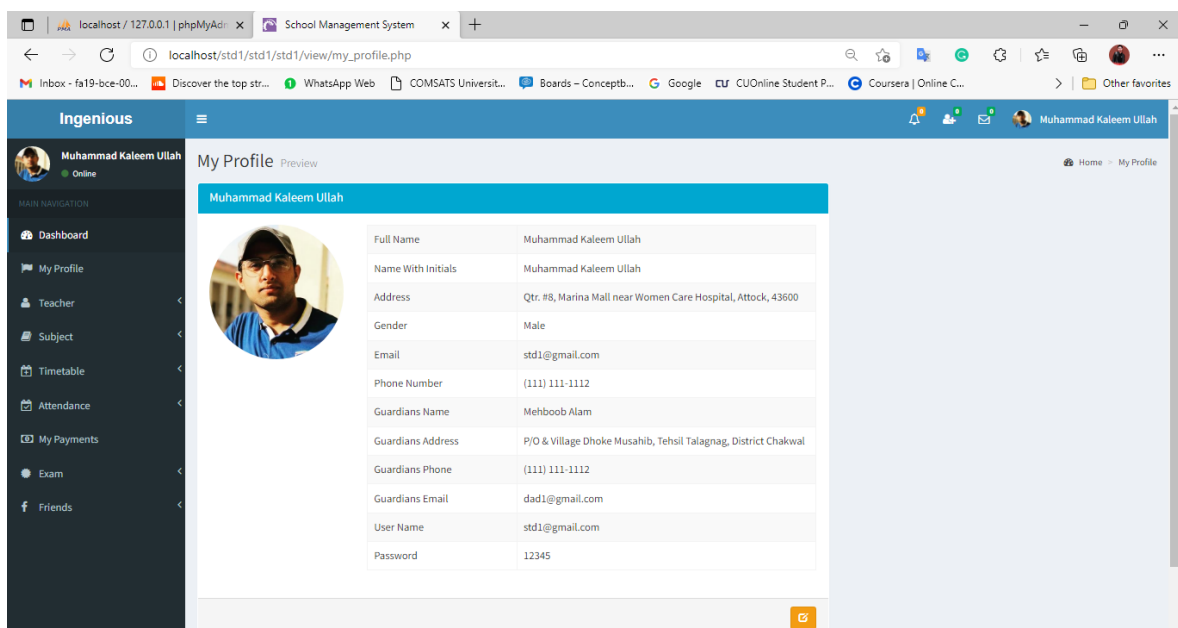 localhost / 127.0.0.1 | phpMyAdn
School Management System
localhost/std1/std1/std1/view/my_profile.php
Inbox - fa19-bce-00... Discover the top str... WhatsApp Web COMSATS Universit... Boards – Conceptb... Google CUOnline Student P... Coursera | Online C... Other favorites
Ingenious
0 0 0 Muhammad Kaleem Ullah
Muhammad Kaleem Ullah
Online
MAIN NAVIGATION
Dashboard
My Profile
Teacher
Subject
Timetable
Attendance
My Payments
Exam
Friends
My Profile Preview
Home > My Profile
Muhammad Kaleem Ullah
Full Name Muhammad Kaleem Ullah
Name With Initials Muhammad Kaleem Ullah
Address Qtr. #8, Marina Mall near Women Care Hospital, Attock, 43600
Gender Male
Email std1@gmail.com
Phone Number (111) 111-1112
Guardians Name Mehboob Alam
Guardians Address P/O & Village Dhoke Musahib, Tehsil Talagnag, District Chakwal
Guardians Phone (111) 111-1112
Guardians Email dad1@gmail.com
User Name std1@gmail.com
Password 12345